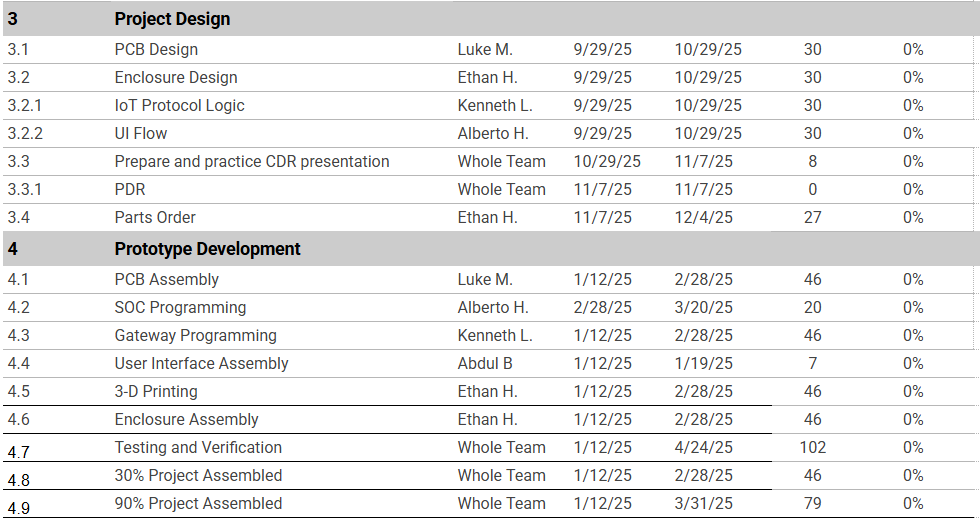 3 Project Design
3.1 PCB Design Luke M. 9/29/25 10/29/25 30 0%
3.2 Enclosure Design Ethan H. 9/29/25 10/29/25 30 0%
3.2.1 IoT Protocol Logic Kenneth L. 9/29/25 10/29/25 30 0%
3.2.2 UI Flow Alberto H. 9/29/25 10/29/25 30 0%
3.3 Prepare and practice CDR presentation Whole Team 10/29/25 11/7/25 8 0%
3.3.1 PDR Whole Team 11/7/25 11/7/25 0 0%
3.4 Parts Order Ethan H. 11/7/25 12/4/25 27 0%
4 Prototype Development
4.1 PCB Assembly Luke M. 1/12/25 2/28/25 46 0%
4.2 SOC Programming Alberto H. 2/28/25 3/20/25 20 0%
4.3 Gateway Programming Kenneth L. 1/12/25 2/28/25 46 0%
4.4 User Interface Assembly Abdul B 1/12/25 1/19/25 7 0%
4.5 3-D Printing Ethan H. 1/12/25 2/28/25 46 0%
4.6 Enclosure Assembly Ethan H. 1/12/25 2/28/25 46 0%
4.7 Testing and Verification Whole Team 1/12/25 4/24/25 102 0%
4.8 30% Project Assembled Whole Team 1/12/25 2/28/25 46 0%
4.9 90% Project Assembled Whole Team 1/12/25 3/31/25 79 0%